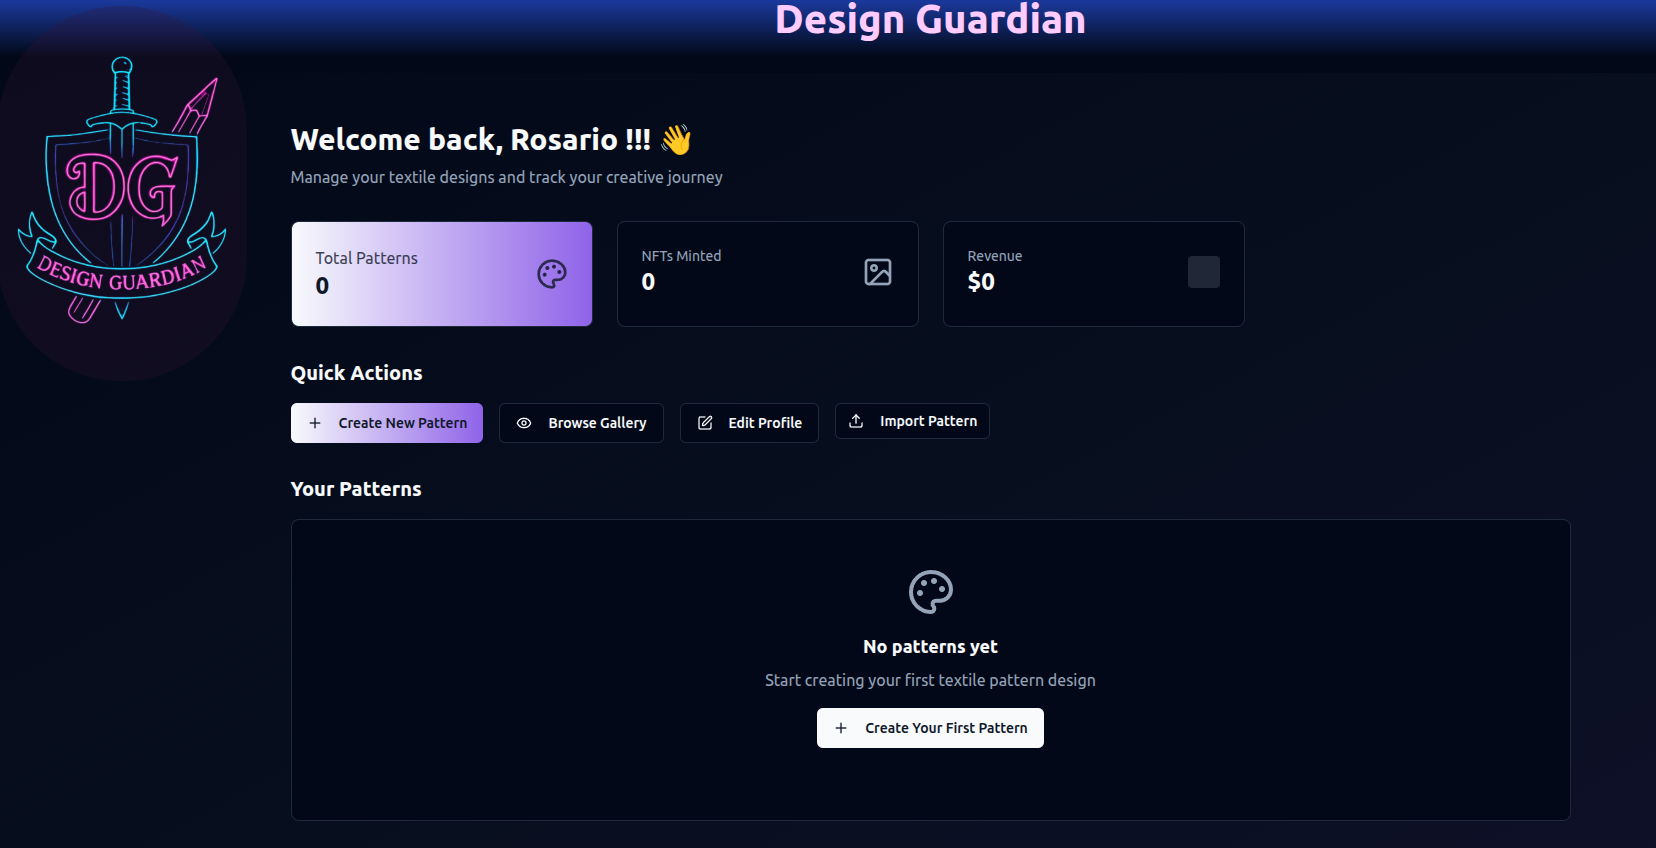 Design Guardian
DG
DESIGN GUARDIAN
Welcome back, Rosario !!! 👋
Manage your textile designs and track your creative journey
Total Patterns
0
NFTs Minted
0
Revenue
$0
Quick Actions
Create New Pattern
Browse Gallery
Edit Profile
Import Pattern
Your Patterns
No patterns yet
Start creating your first textile pattern design
Create Your First Pattern